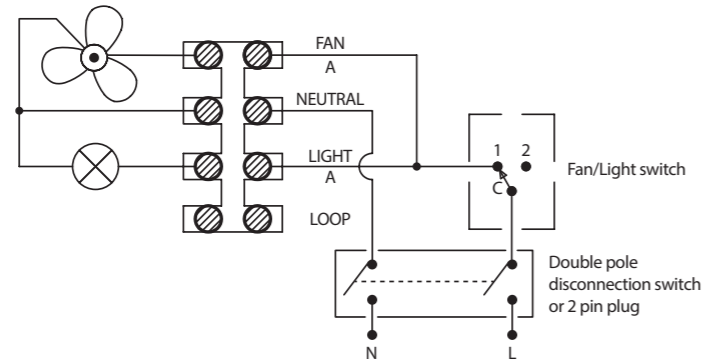 FAN
A
NEUTRAL
LIGHT
A
LOOP
1 2
C
Fan/Light switch
Double pole
disconnection switch
or 2 pin plug
N L